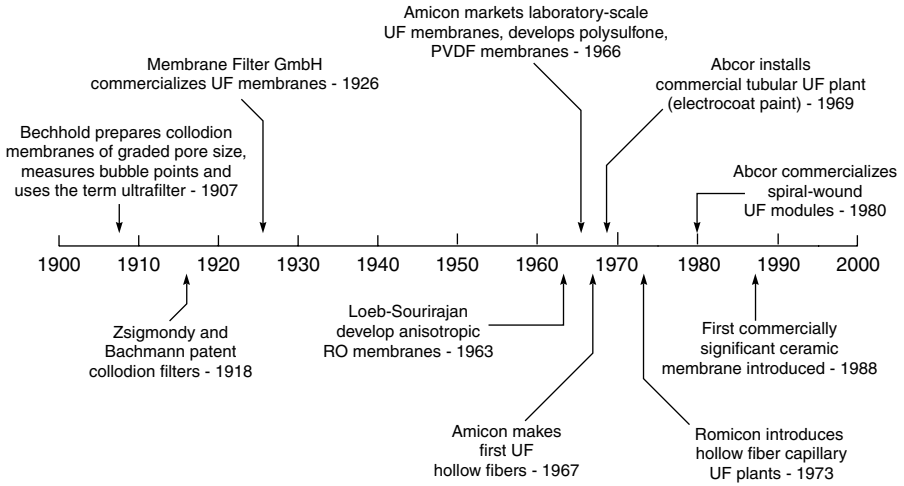 Amicon markets laboratory-scale
UF membranes, develops polysulfone,
PVDF membranes - 1966
Membrane Filter GmbH
commercializes UF membranes - 1926
Abcor installs
commercial tubular UF plant
(electrocoat paint) - 1969
Bechhold prepares collodion
membranes of graded pore size,
measures bubble points and
uses the term ultrafilter - 1907
Abcor commercializes
spiral-wound
UF modules - 1980
1900 1910 1920 1930 1940 1950 1960 1970 1980 1990 2000
Zsigmondy and
Bachmann patent
collodion filters - 1918
Loeb-Sourirajan
develop anisotropic
RO membranes - 1963
First commercially
significant ceramic
membrane introduced - 1988
Amicon makes
first UF
hollow fibers - 1967
Romicon introduces
hollow fiber capillary
UF plants - 1973